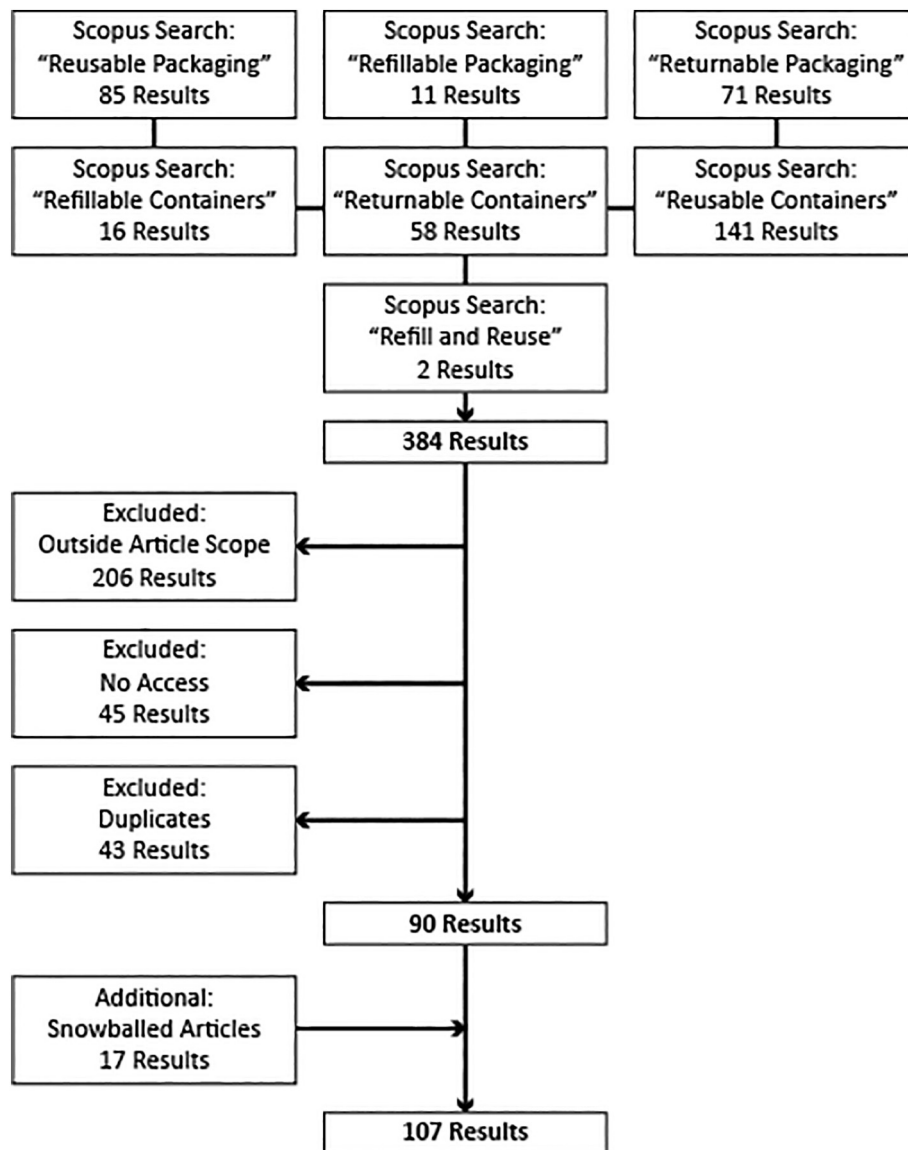 Scopus Search:
“Reusable Packaging”
85 Results
Scopus Search:
“Refillable Packaging”
11 Results
Scopus Search:
“Returnable Packaging”
71 Results
Scopus Search:
“Refillable Containers”
16 Results
Scopus Search:
“Returnable Containers”
58 Results
Scopus Search:
“Reusable Containers”
141 Results
Scopus Search:
“Refill and Reuse”
2 Results
384 Results
Excluded:
Outside Article Scope
206 Results
Excluded:
No Access
45 Results
Excluded:
Duplicates
43 Results
90 Results
Additional:
Snowballed Articles
17 Results
107 Results